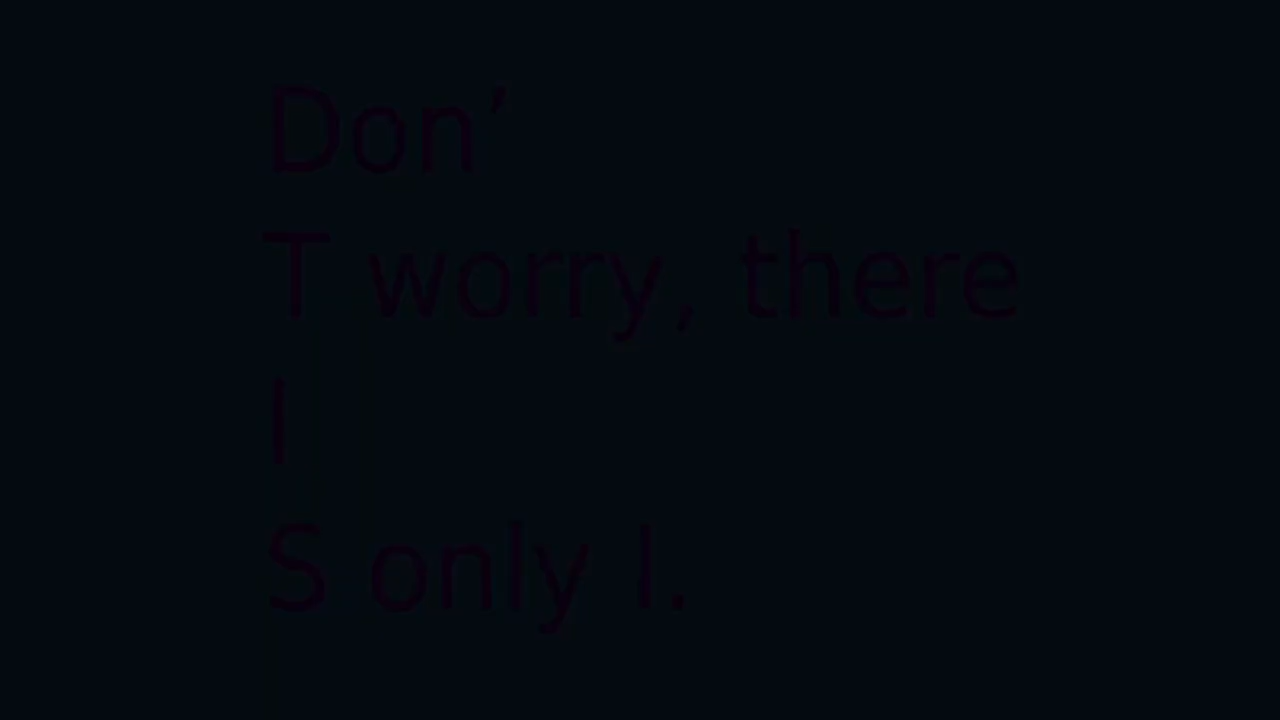 Don’
T worry, there
I
S only I.